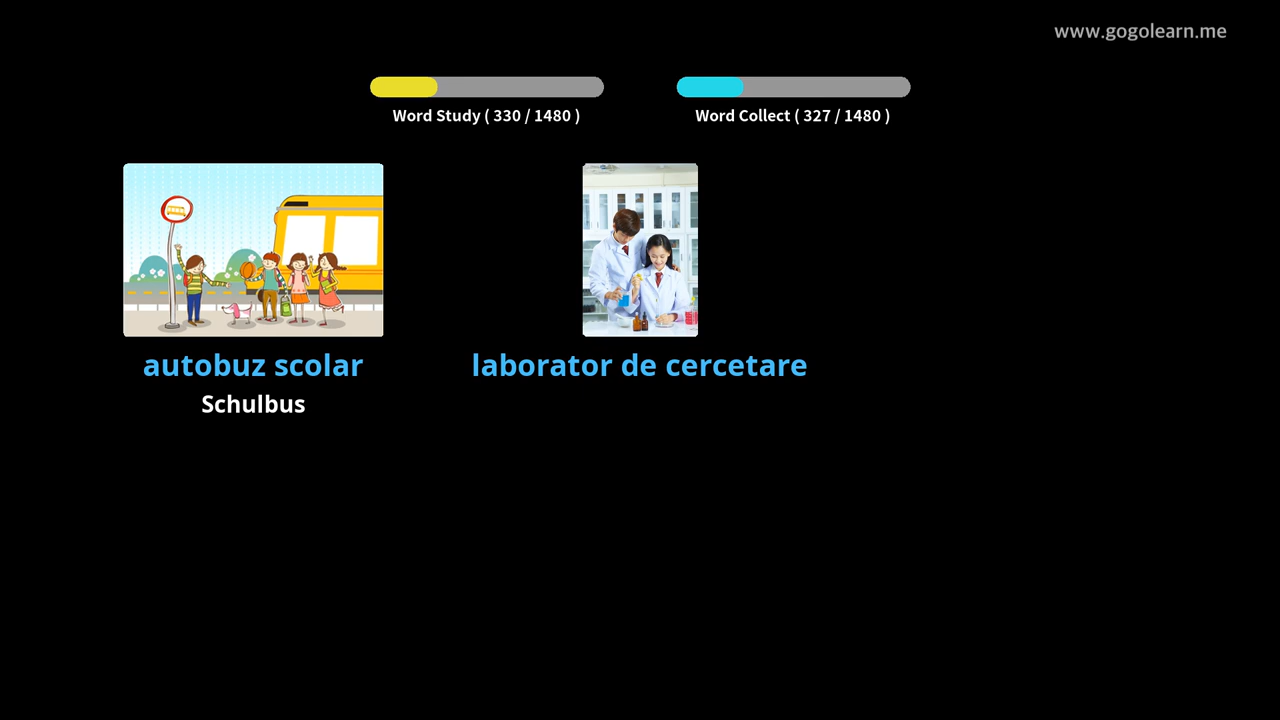 www.gogolearn.me
Word Study ( 330 / 1480 )
Word Collect ( 327 / 1480 )
autobuz scolar
Schulbus
laborator de cercetare